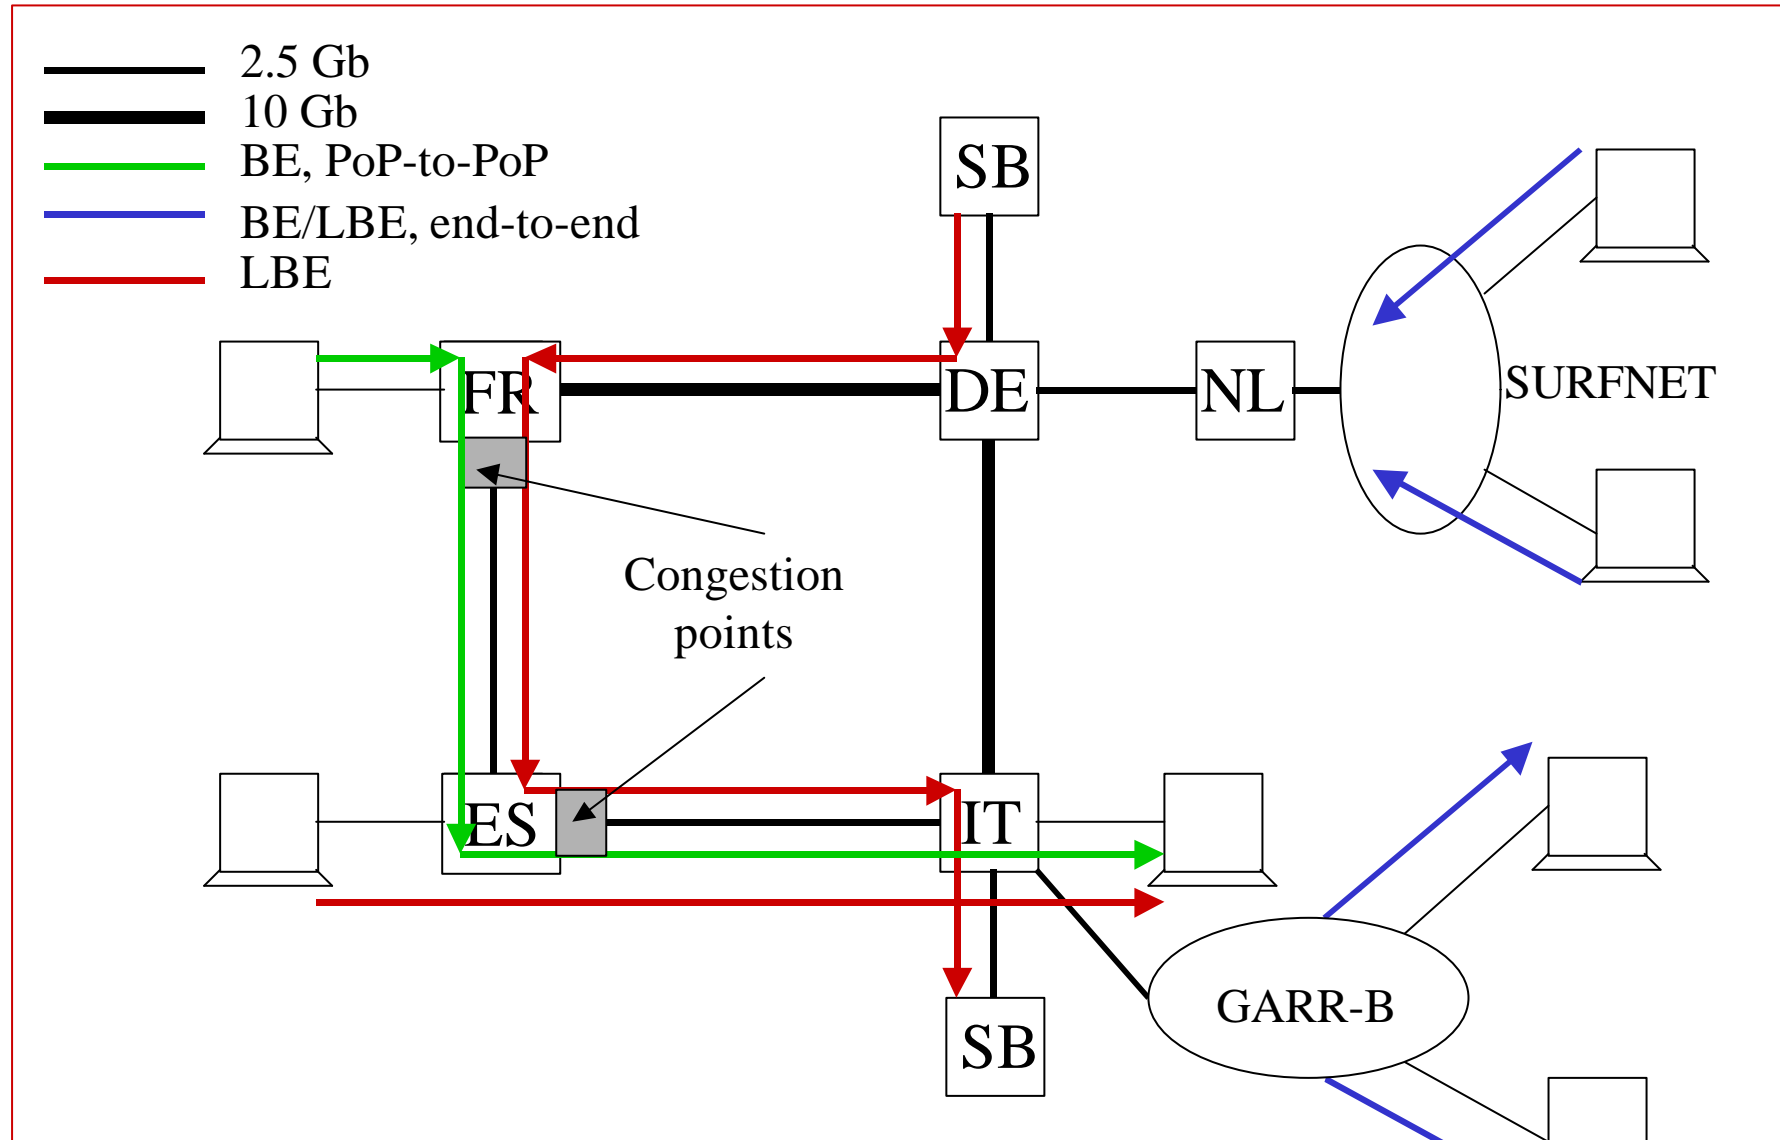 2.5 Gb
10 Gb
BE, PoP-to-PoP
BE/LBE, end-to-end
LBE
SB
FR
DE
NL
SURFNET
Congestion
points
ES
IT
GARR-B
SB